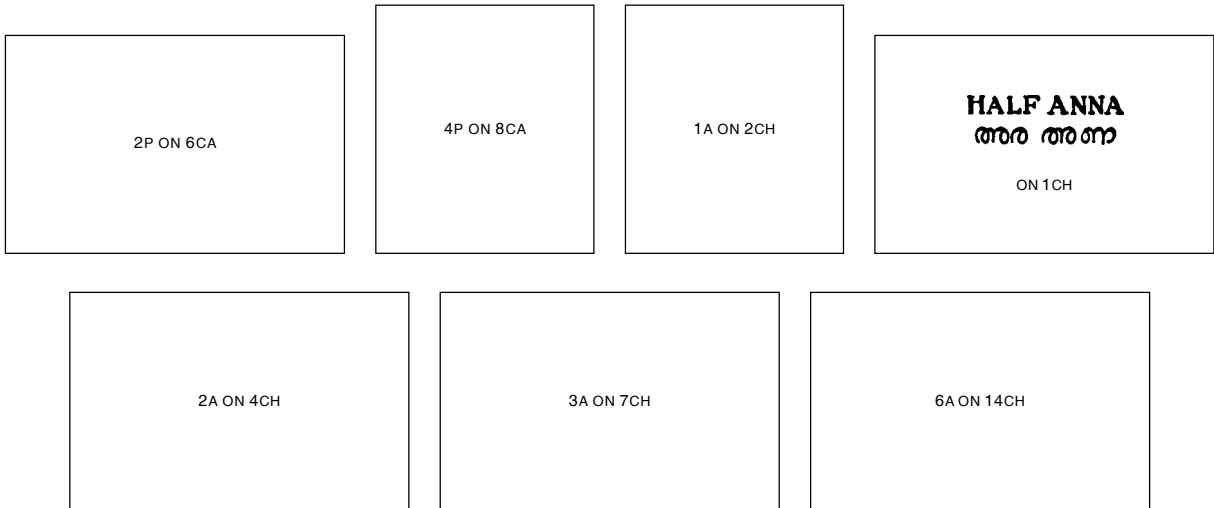 2P ON 6CA
4P ON 8CA
1A ON 2CH
HALF ANNA
അര അണ
ON 1CH
2A ON 4CH
3A ON 7CH
6A ON 14CH